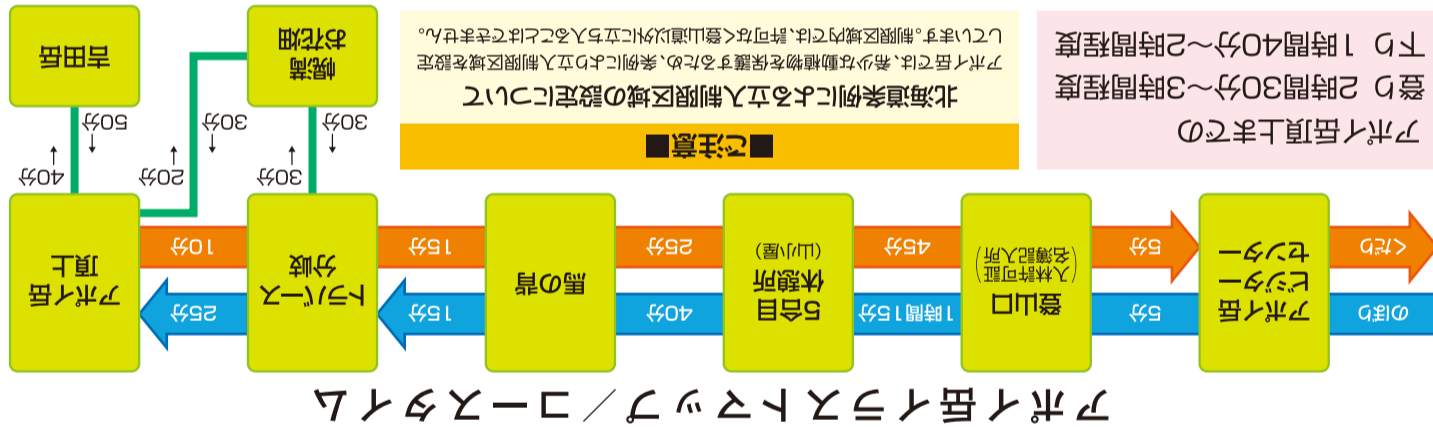 アポイ岳イラストマップ／コースタイム
のぼり
くだり
アポイ岳
ビジター
センター
5分
5分
登山口
（入林許可証
名簿記入所）
1時間15分
45分
5合目
休憩所
（山小屋）
40分
25分
馬の背
15分
15分
トラバース
分岐
25分
10分
アポイ岳
頂上
アポイ岳頂上までの
登り 2時間30分〜3時間程度
下り 1時間40分〜2時間程度
■ご注意■
北海道条例による立入制限区域の設定について
アポイ岳では、希少な動植物を保護するため、条例により立入制限区域を設定
しています。制限区域内では、許可なく登山道以外に立ち入ることはできません。
30分
↑
↓
30分
幌満
お花畑
30分
↑
↓
20分
50分
↑
↓
40分
吉田岳